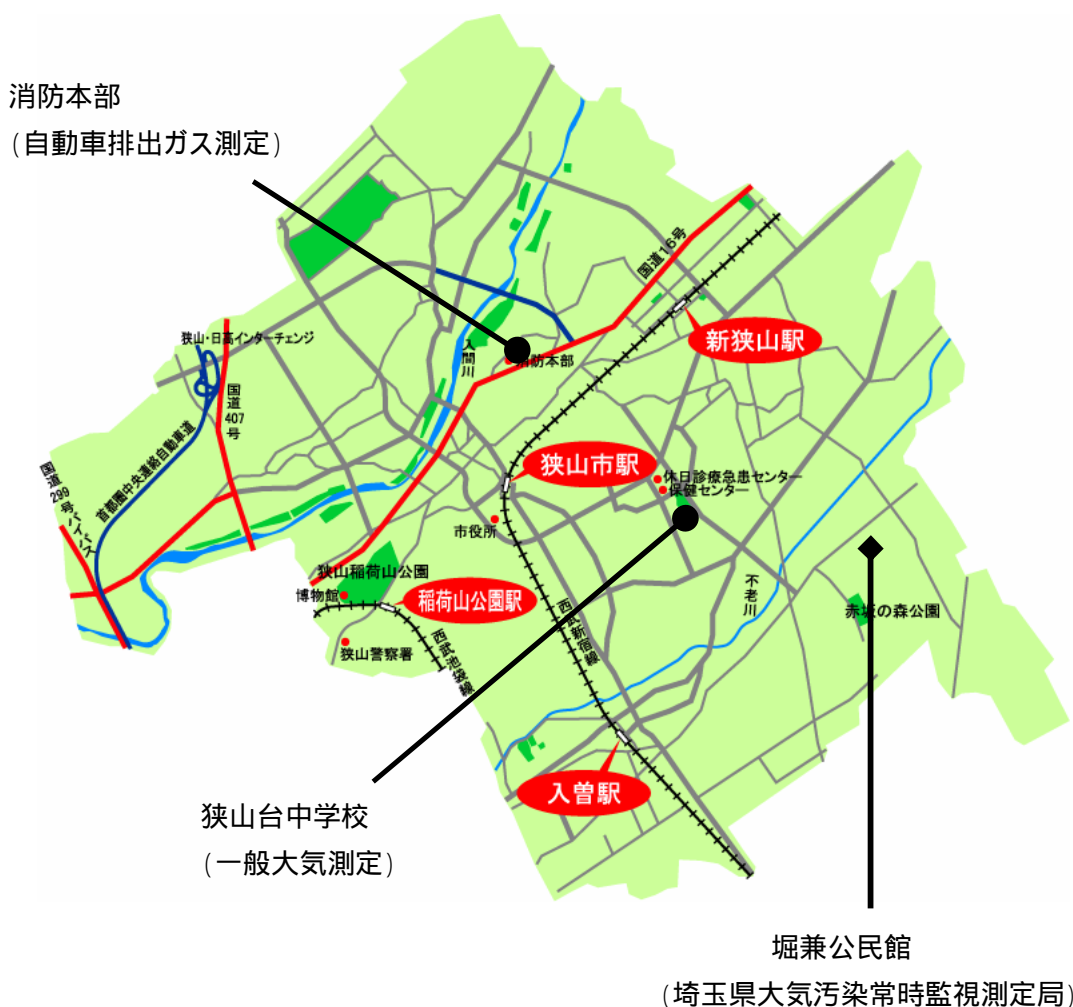 消防本部
(自動車排出ガス測定)
国道16号
新狭山駅
狭山・日高インターチェンジ
入間川
消防本部
国道407号
首都圏中央連絡自動車道
国道299号バイパス
狭山市駅
休日診療急患センター
保健センター
市役所
狭山稲荷山公園
博物館
稲荷山公園駅
不老川
赤坂の森公園
狭山警察署
西武池袋線
西武新宿線
入曽駅
狭山台中学校
(一般大気測定)
堀兼公民館
(埼玉県大気汚染常時監視測定局)